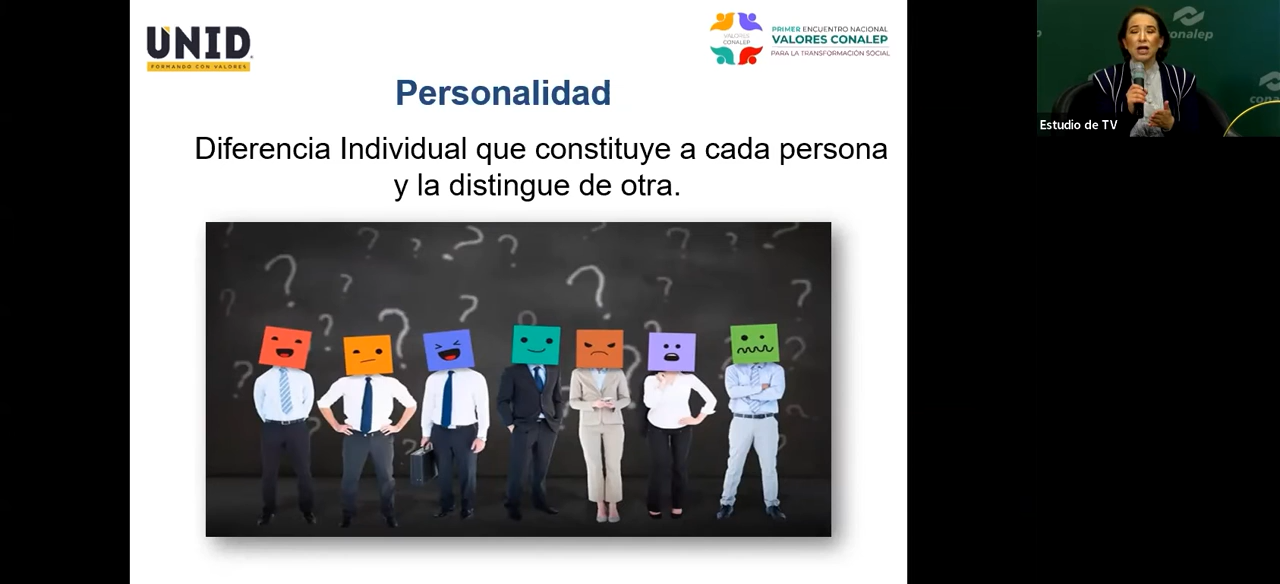 UNID
FORMANDO CON VALORES
VALORES
CONALEP
PRIMER ENCUENTRO NACIONAL
VALORES CONALEP
PARA LA TRANSFORMACIÓN SOCIAL
Personalidad
Diferencia Individual que constituye a cada persona
y la distingue de otra.
conalep
Estudio de TV